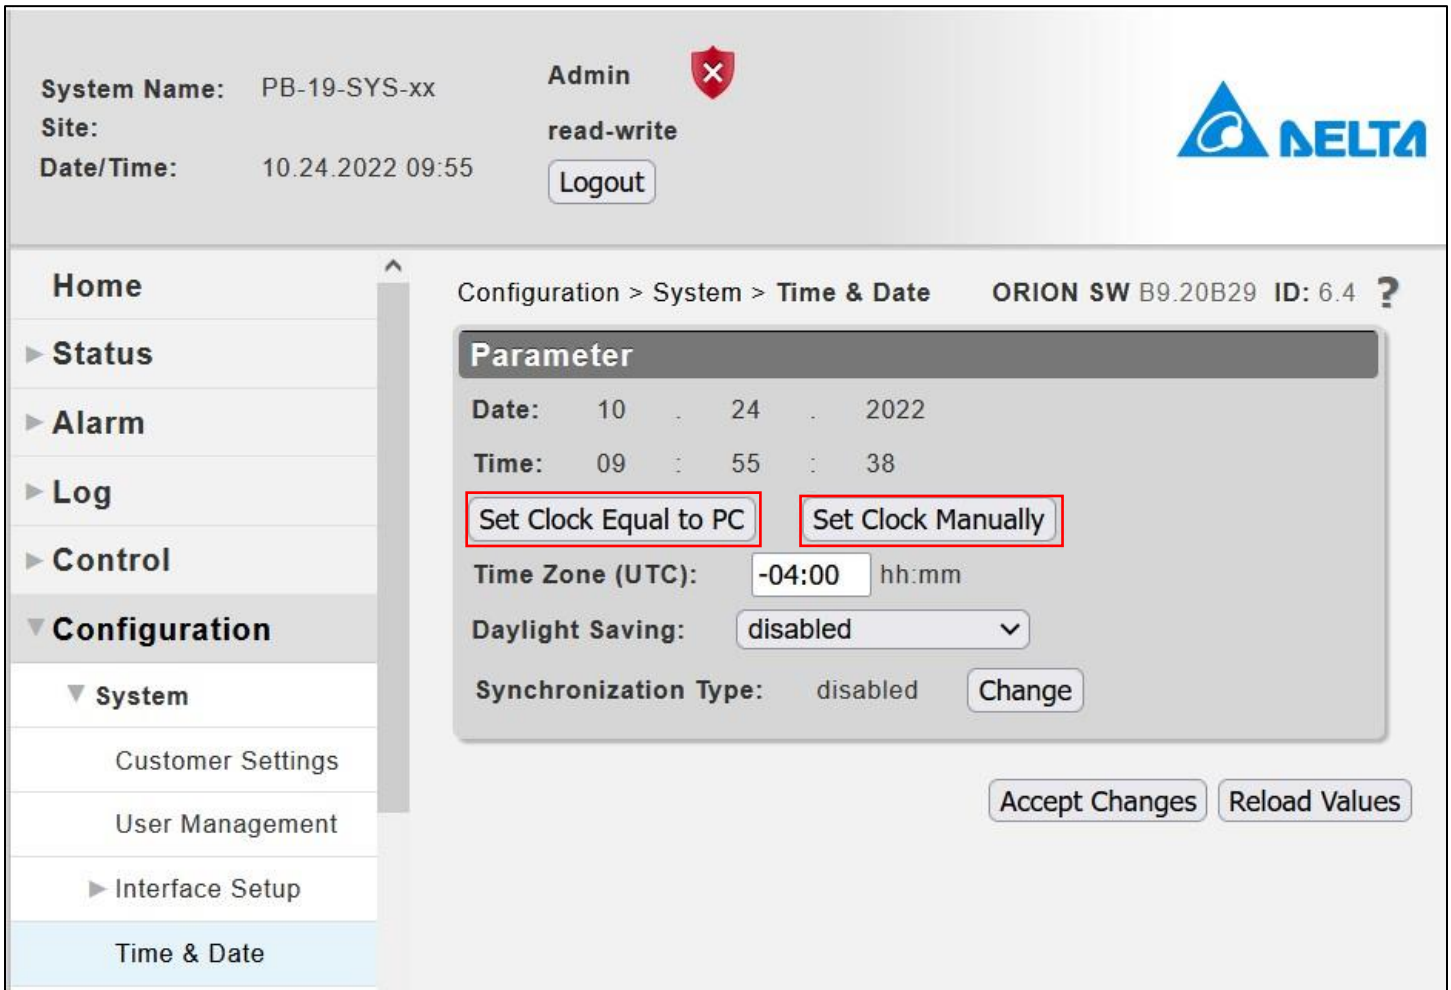 System Name: PB-19-SYS-xx
Site:
Date/Time: 10.24.2022 09:55
Admin
read-write
Logout
DELTA
Home
Status
Alarm
Log
Control
Configuration
System
Customer Settings
User Management
Interface Setup
Time & Date
Configuration > System > Time & Date ORION SW B9.20B29 ID: 6.4 ?
Parameter
Date: 10 . 24 . 2022
Time: 09 : 55 : 38
Set Clock Equal to PC Set Clock Manually
Time Zone (UTC): -04:00 hh:mm
Daylight Saving: disabled
Synchronization Type: disabled Change
Accept Changes Reload Values